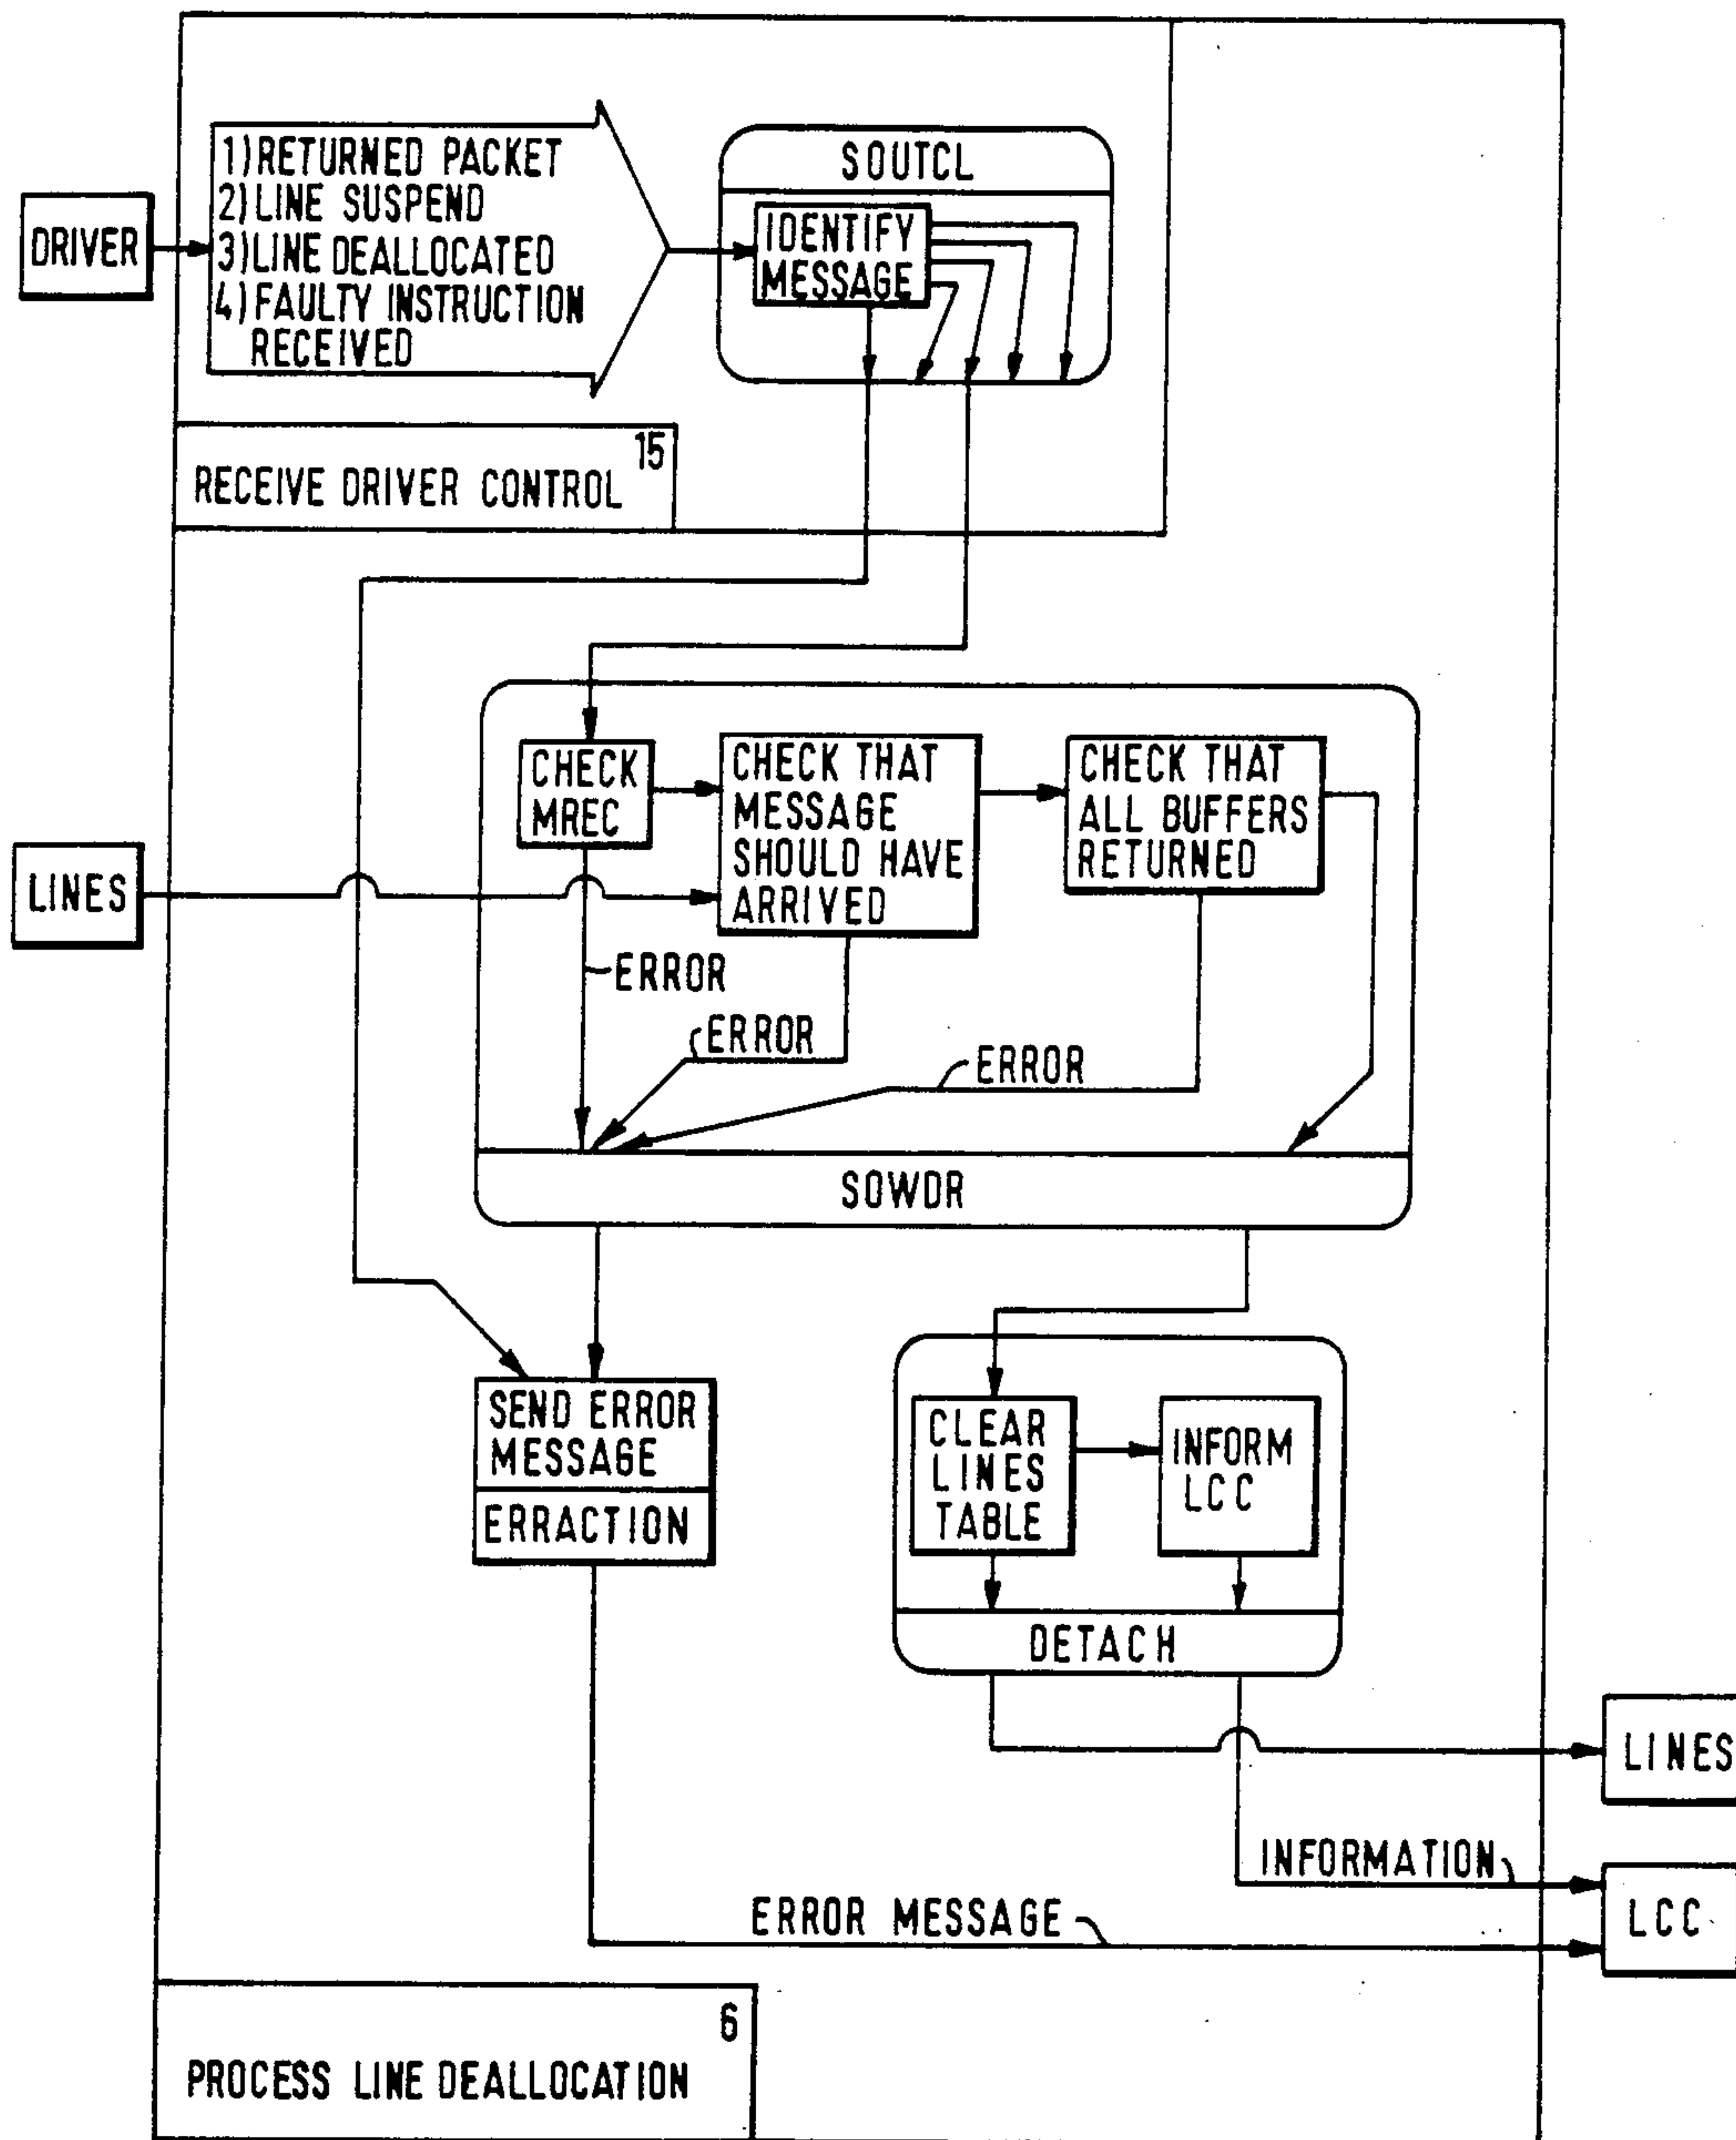 1) RETURNED PACKET
2) LINE SUSPEND
3) LINE DEALLOCATED
4) FAULTY INSTRUCTION
RECEIVED
DRIVER
SOUTCL
IDENTIFY
MESSAGE
15
RECEIVE DRIVER CONTROL
CHECK
MREC
CHECK THAT
MESSAGE
SHOULD HAVE
ARRIVED
CHECK THAT
ALL BUFFERS
RETURNED
LINES
ERROR
ERROR
ERROR
SOWDR
SEND ERROR
MESSAGE
ERRACTION
CLEAR
LINES
TABLE
INFORM
LCC
DETACH
LINES
INFORMATION
LCC
ERROR MESSAGE
6
PROCESS LINE DEALLOCATION